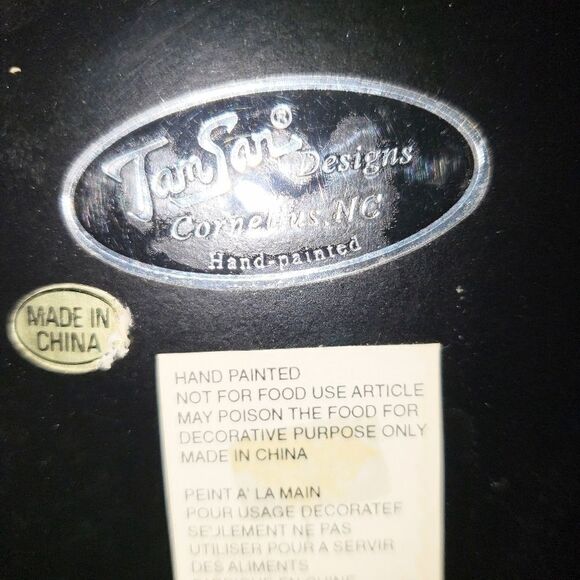 Tam San® Designs
Cornelius, NC
Hand-painted
MADE IN
CHINA
HAND PAINTED
NOT FOR FOOD USE ARTICLE
MAY POISON THE FOOD FOR
DECORATIVE PURPOSE ONLY
MADE IN CHINA
PEINT A' LA MAIN
POUR USAGE DECORATEF
SEULEMENT NE PAS
UTILISER POUR A SERVIR
DES ALIMENTS